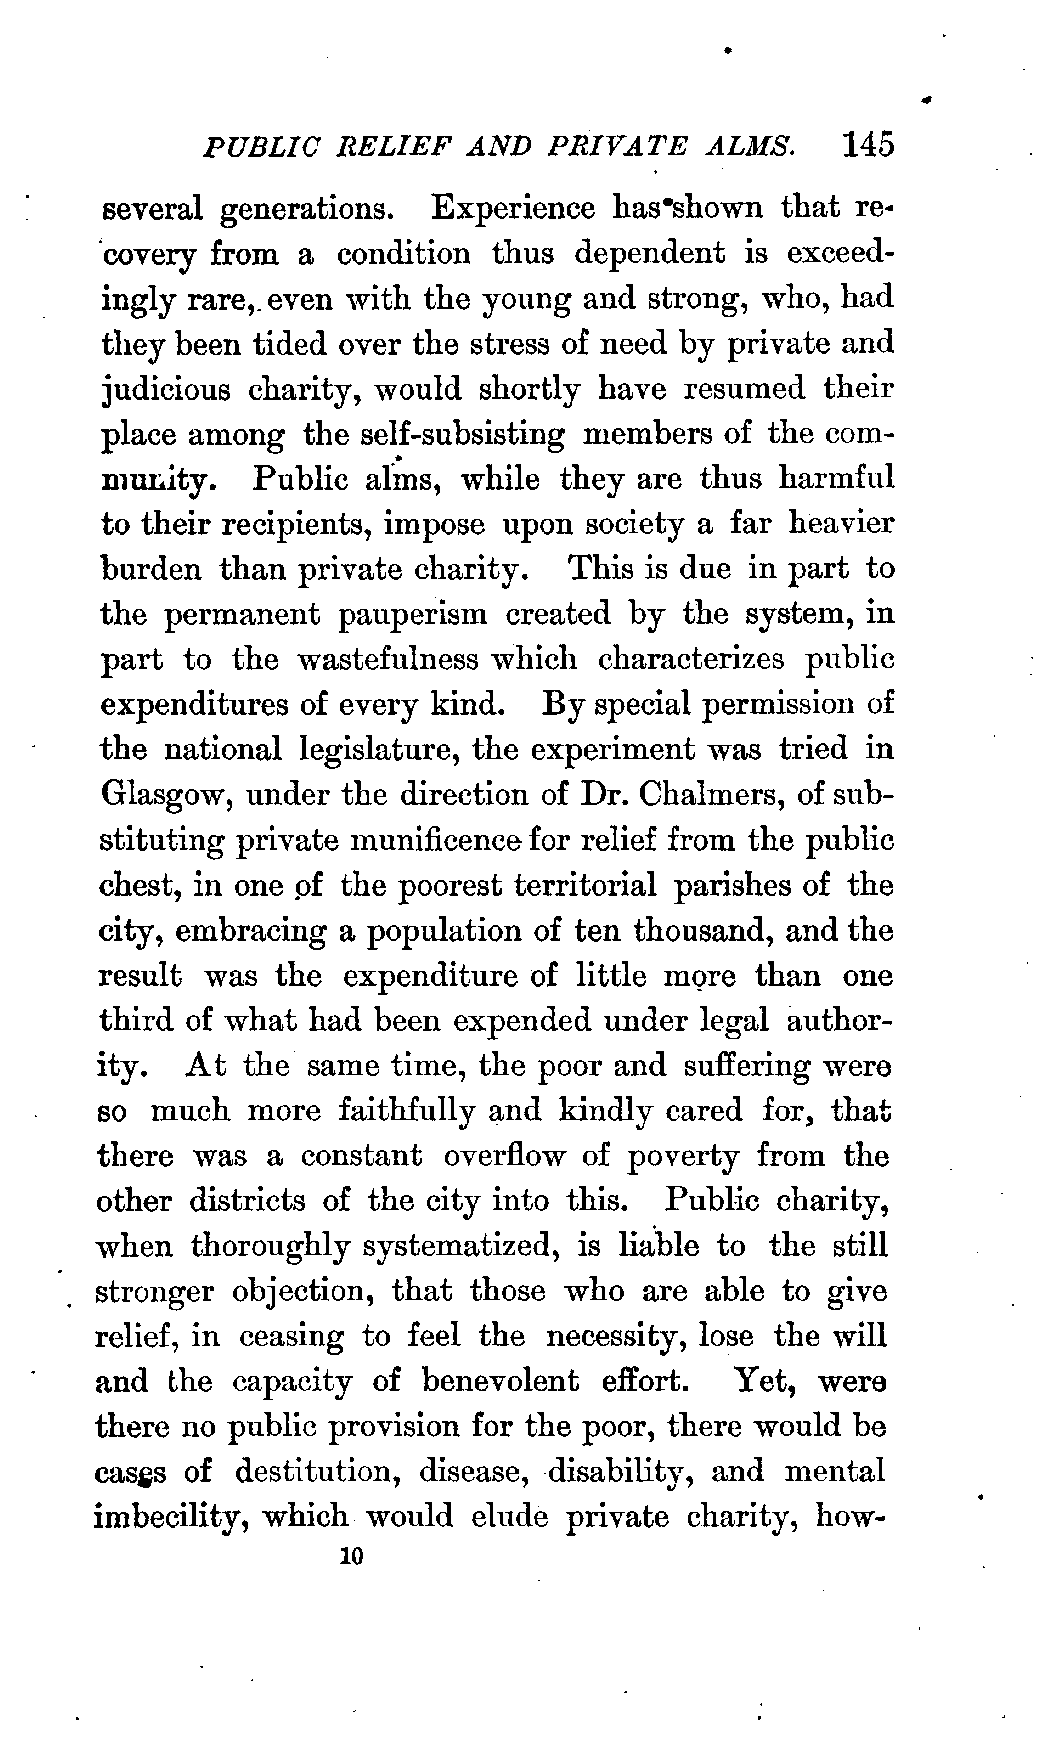 PUBLIC RELIEF AND PRIVATE ALMS. 145
several generations. Experience has shown that re-
covery from a condition thus dependent is exceed-
ingly rare, even with the young and strong, who, had
they been tided over the stress of need by private and
judicious charity, would shortly have resumed their
place among the self-subsisting members of the com-
munity. Public alms, while they are thus harmful
to their recipients, impose upon society a far heavier
burden than private charity. This is due in part to
the permanent pauperism created by the system, in
part to the wastefulness which characterizes public
expenditures of every kind. By special permission of
the national legislature, the experiment was tried in
Glasgow, under the direction of Dr. Chalmers, of sub-
stituting private munificence for relief from the public
chest, in one of the poorest territorial parishes of the
city, embracing a population of ten thousand, and the
result was the expenditure of little more than one
third of what had been expended under legal author-
ity. At the same time, the poor and suffering were
so much more faithfully and kindly cared for, that
there was a constant overflow of poverty from the
other districts of the city into this. Public charity,
when thoroughly systematized, is liable to the still
stronger objection, that those who are able to give
relief, in ceasing to feel the necessity, lose the will
and the capacity of benevolent effort. Yet, were
there no public provision for the poor, there would be
cases of destitution, disease, disability, and mental
imbecility, which would elude private charity, how-
10